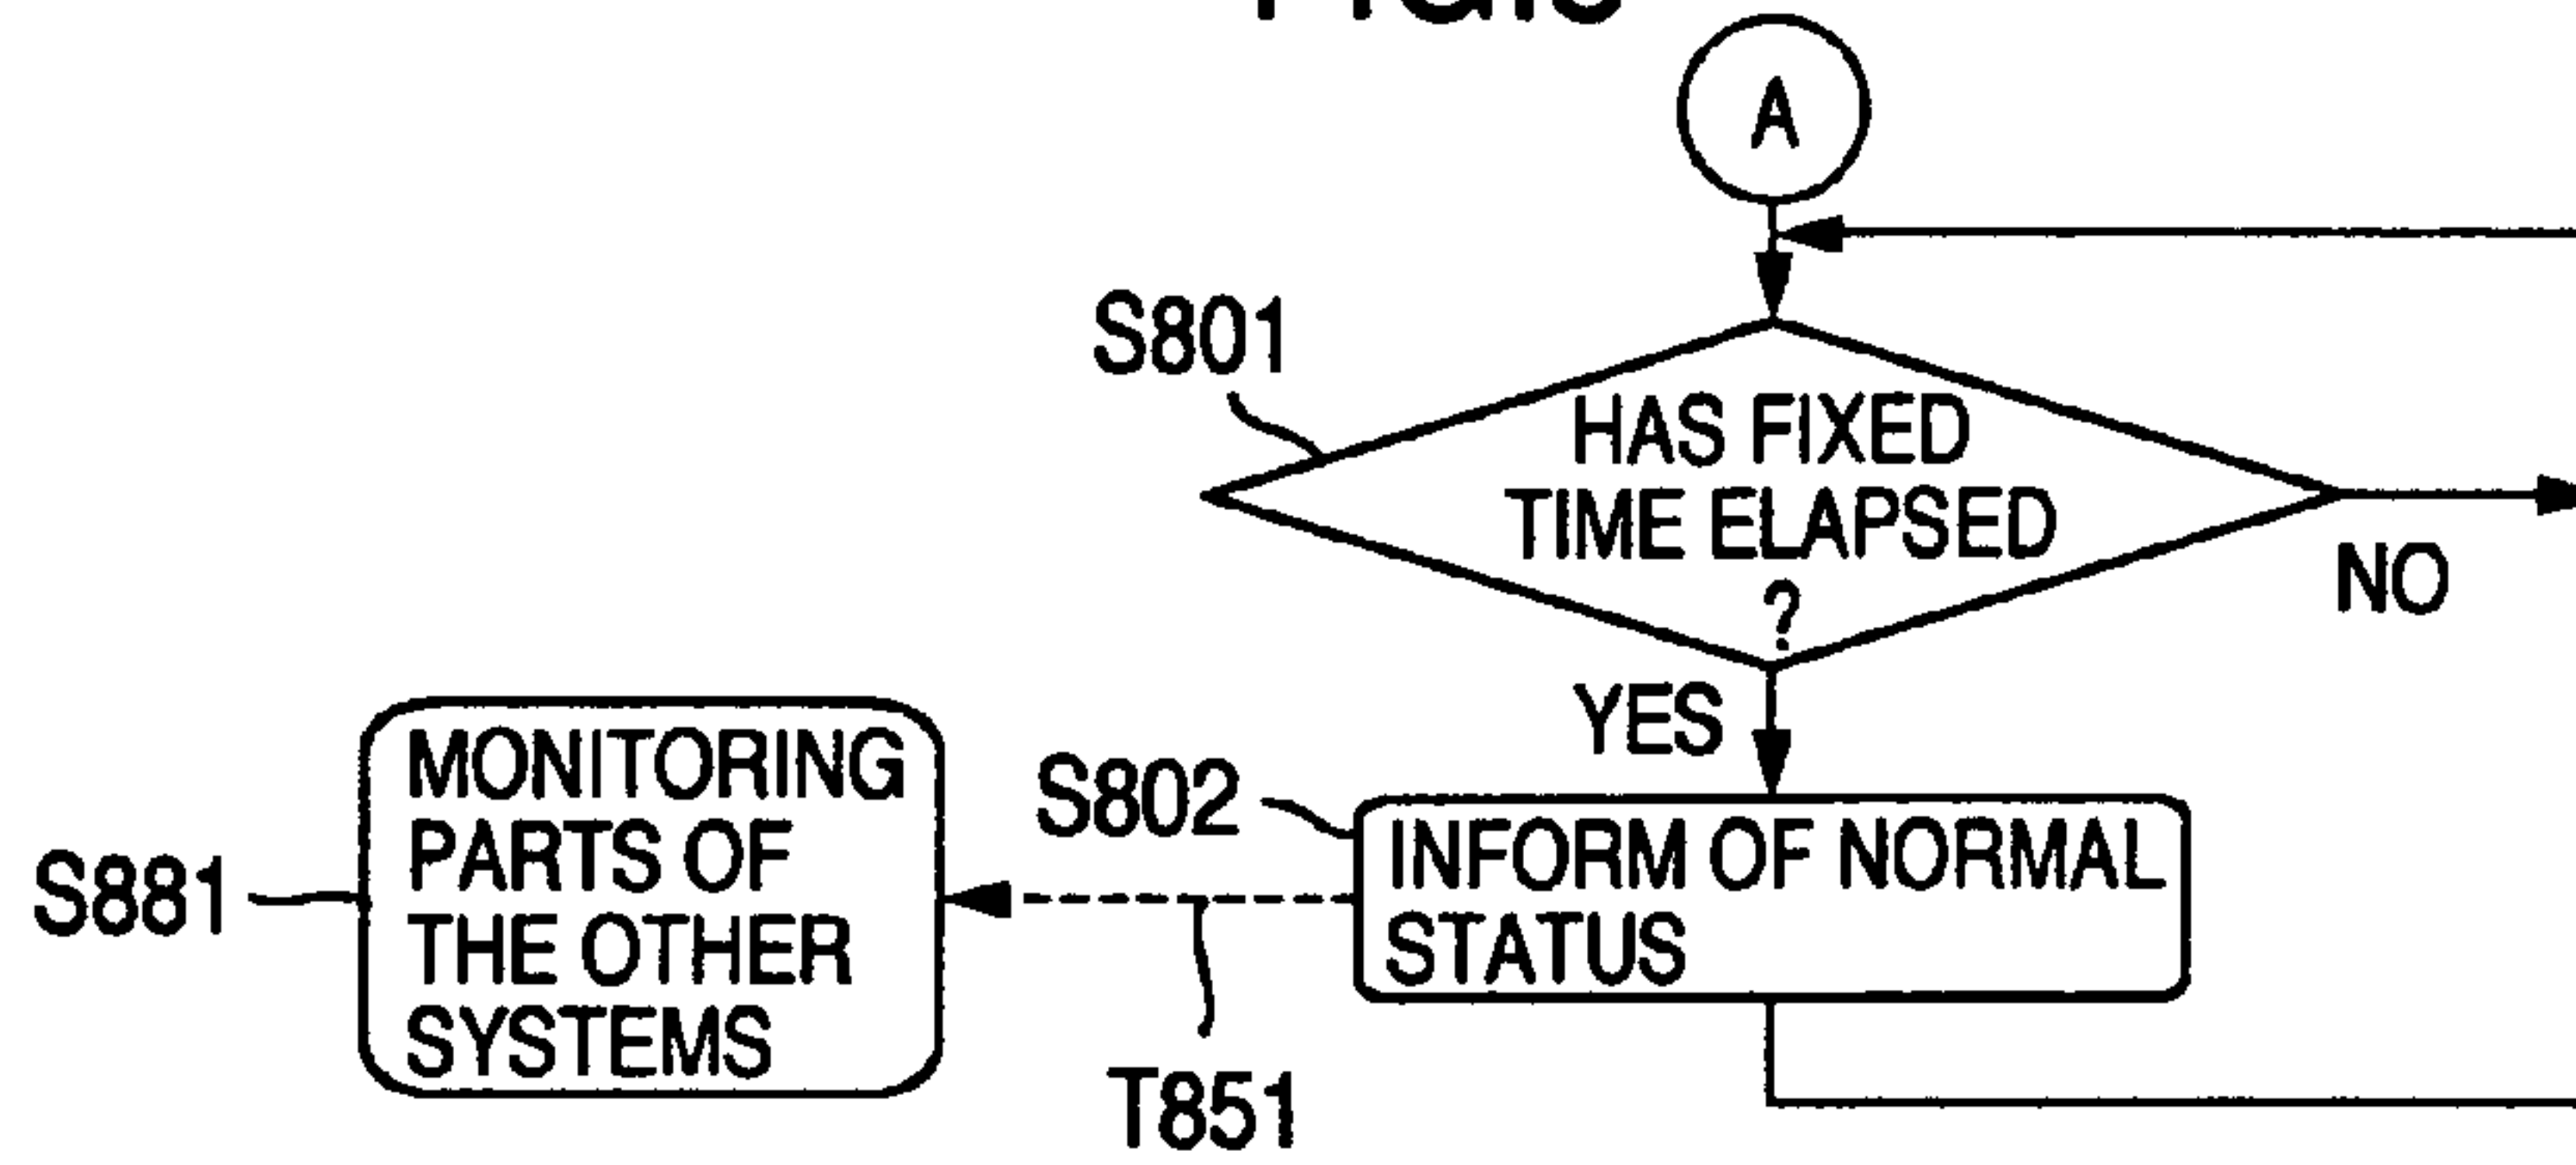 A
S801
HAS FIXED
TIME ELAPSED
?
NO
YES
MONITORING
PARTS OF
THE OTHER
SYSTEMS
S881
S802
INFORM OF NORMAL
STATUS
T851